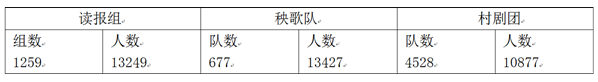 读报组 秧歌队 村剧团
组数 人数 队数 人数 队数 人数
1259 13249 677 13427 4528 10877